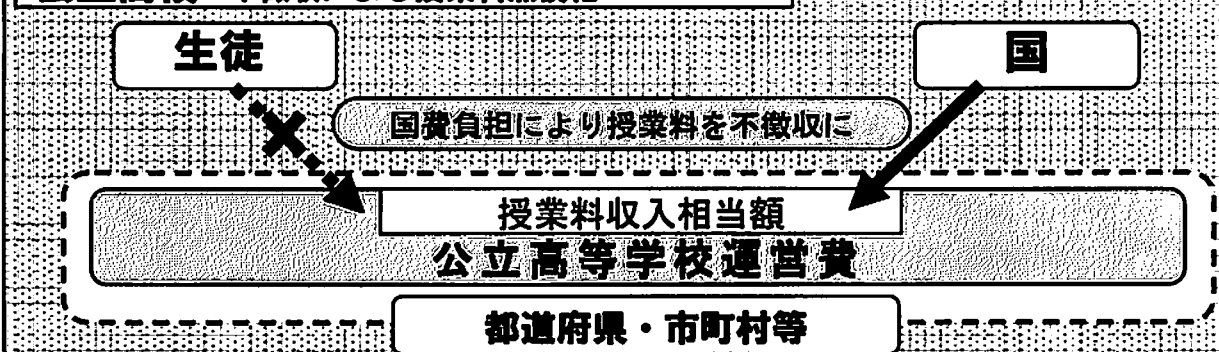 生徒
国
国費負担により授業料を不徴収に
授業料収入相当額
公立高等学校運営費
都道府県・市町村等